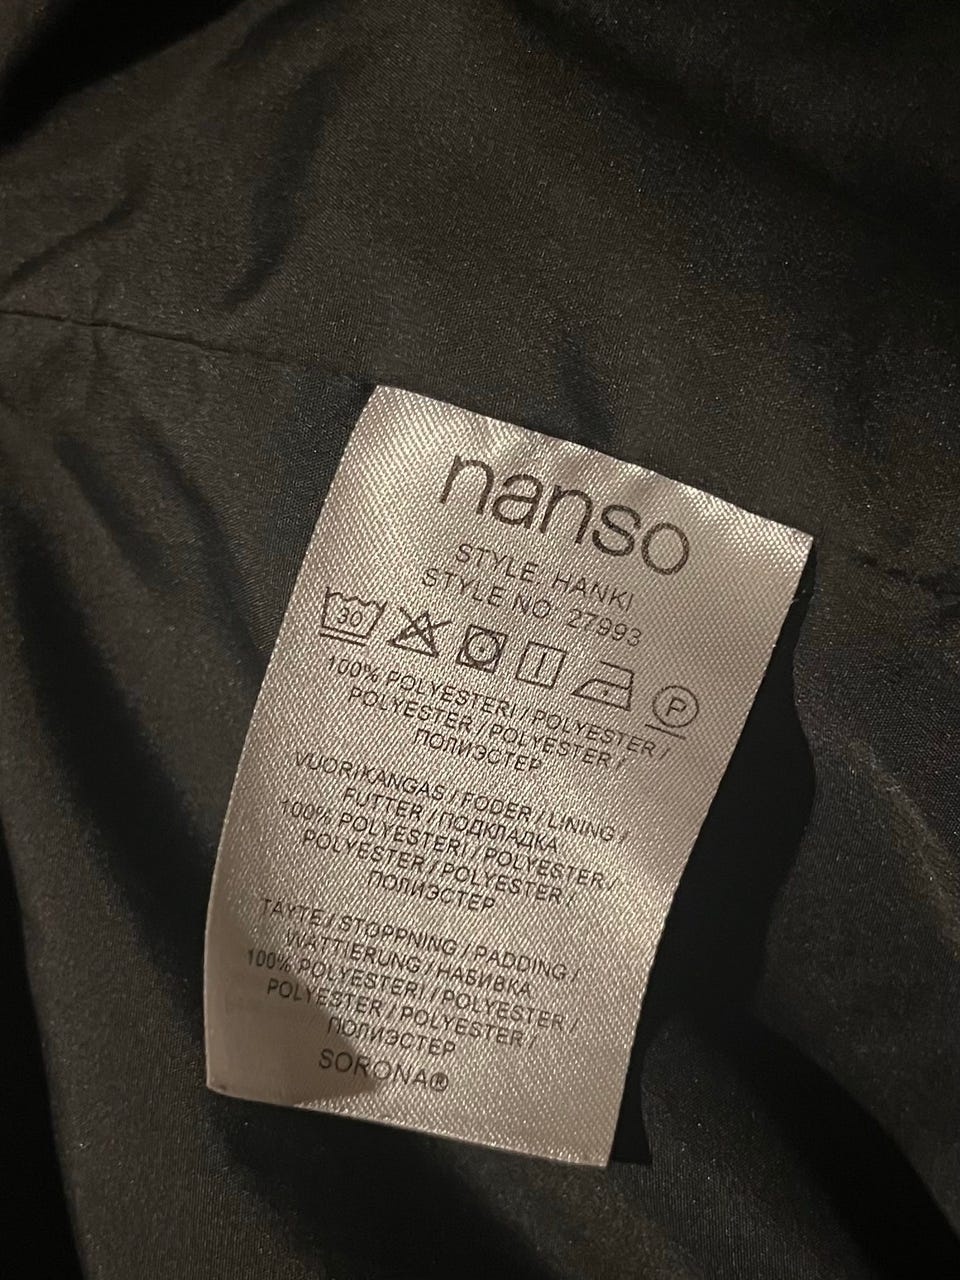 nanso
STYLE. HANKI
STYLE NO. 27993
30 P
100% POLYESTERI / POLYESTER /
POLYESTER / POLYESTER /
ПОЛИЭСТЕР
VUORIKANGAS / FODER / LINING /
FUTTER / ПОДКЛАДКА
100% POLYESTERI / POLYESTER /
POLYESTER / POLYESTER /
ПОЛИЭСТЕР
TÄYTE / STOPPNING / PADDING /
WATTIERUNG / НАБИВКА
100% POLYESTERI / POLYESTER /
POLYESTER / POLYESTER /
ПОЛИЭСТЕР
SORONA®